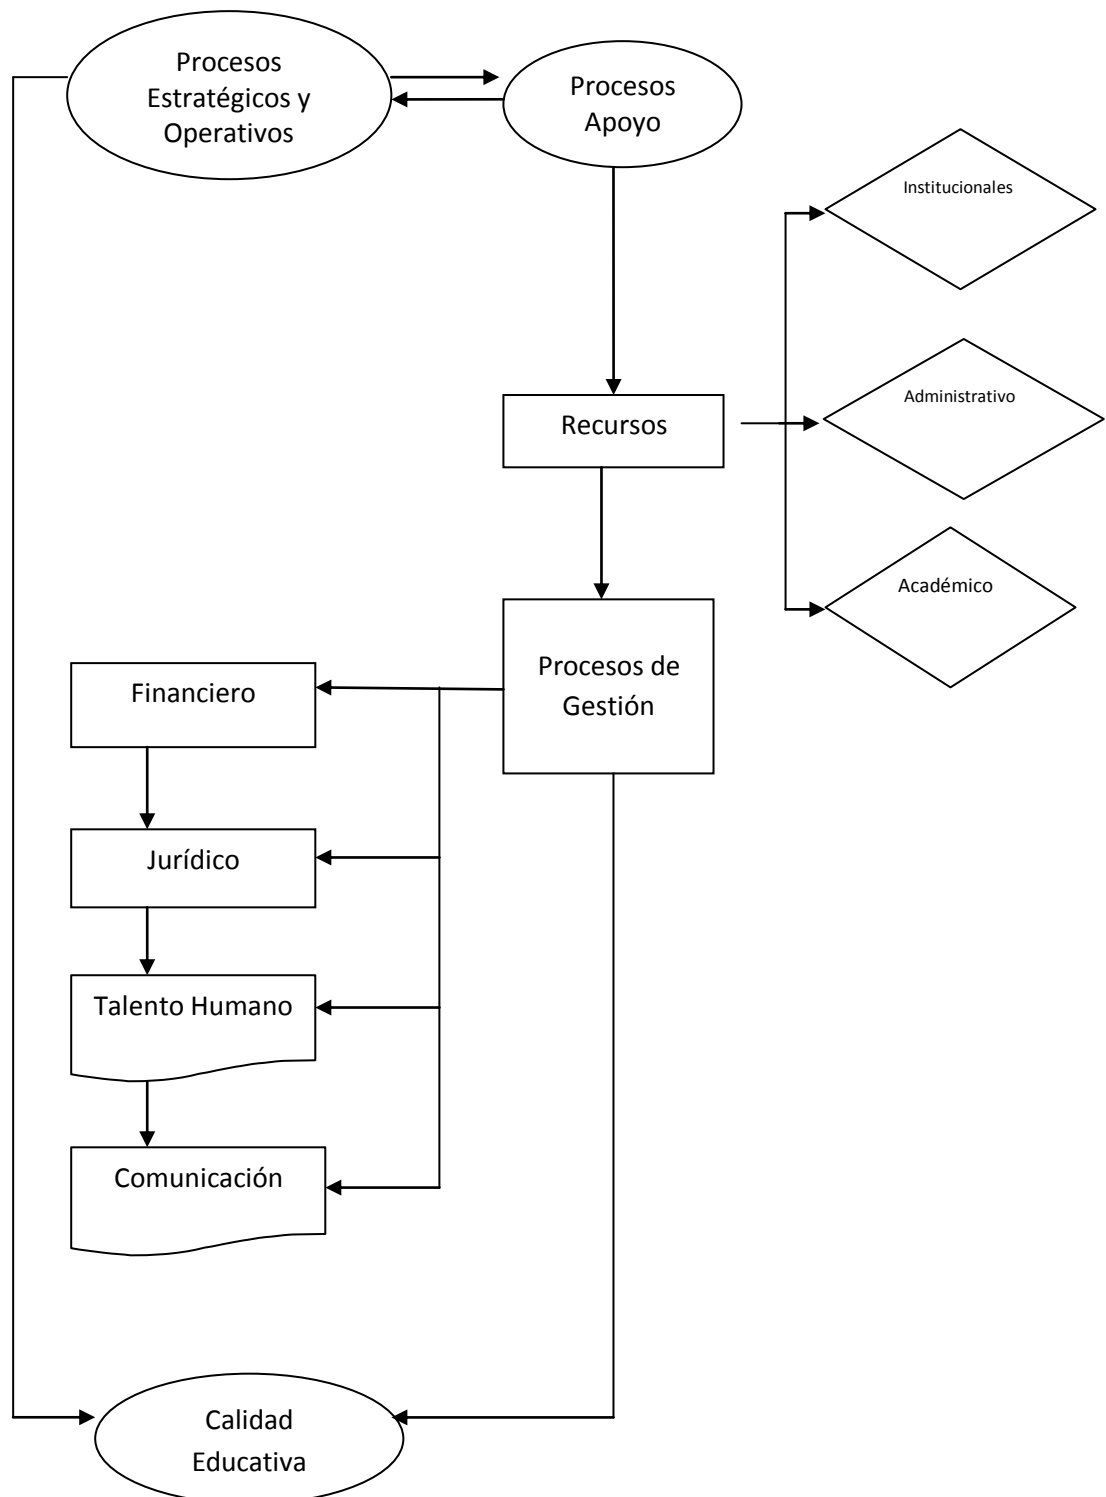 Procesos
Estratégicos y
Operativos
Procesos
Apoyo
Institucionales
Recursos
Administrativo
Académico
Procesos de
Gestión
Financiero
Jurídico
Talento Humano
Comunicación
Calidad
Educativa